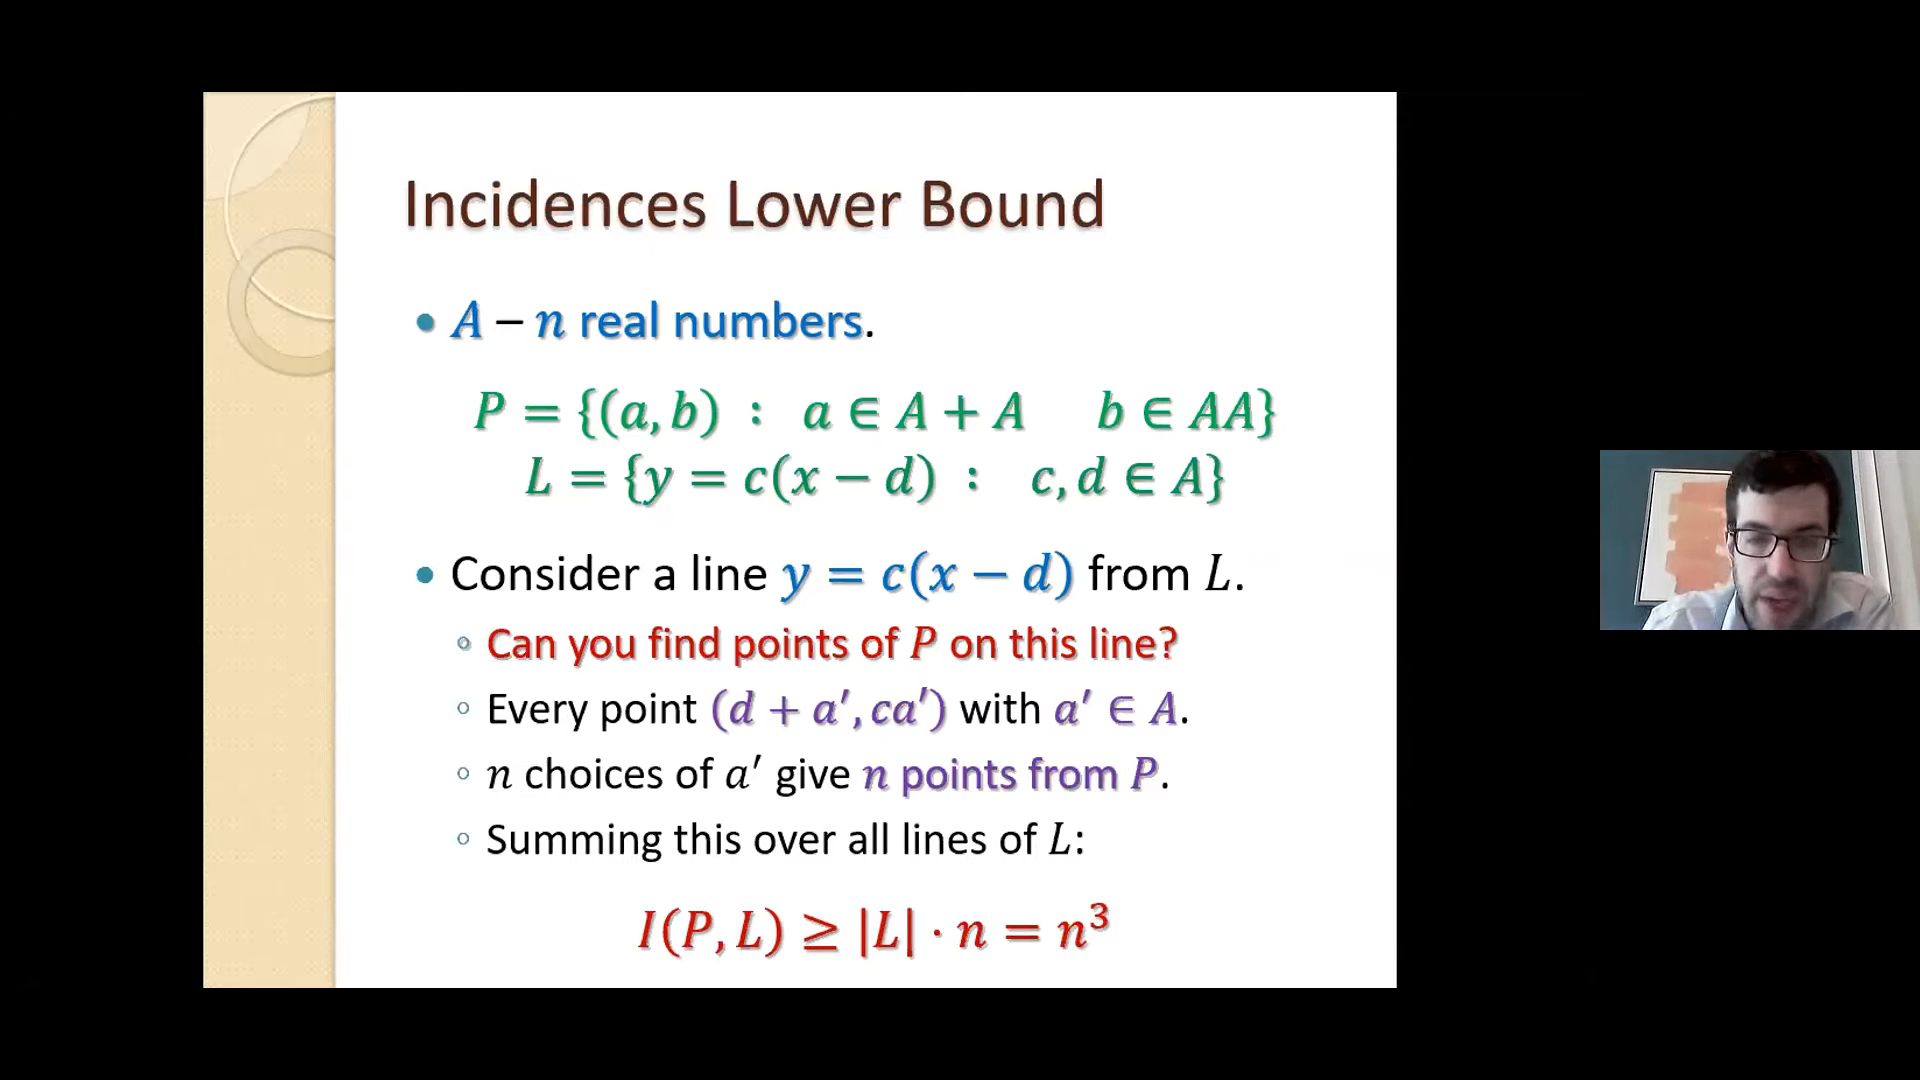 Incidences Lower Bound
• A – n real numbers.
P = {(a, b) : a ∈ A + A b ∈ AA}
L = {y = c(x − d) : c, d ∈ A}
• Consider a line y = c(x − d) from L.
◦ Can you find points of P on this line?
◦ Every point (d + a′, ca′) with a′ ∈ A.
◦ n choices of a′ give n points from P.
◦ Summing this over all lines of L:
I(P, L) ≥ |L| · n = n³